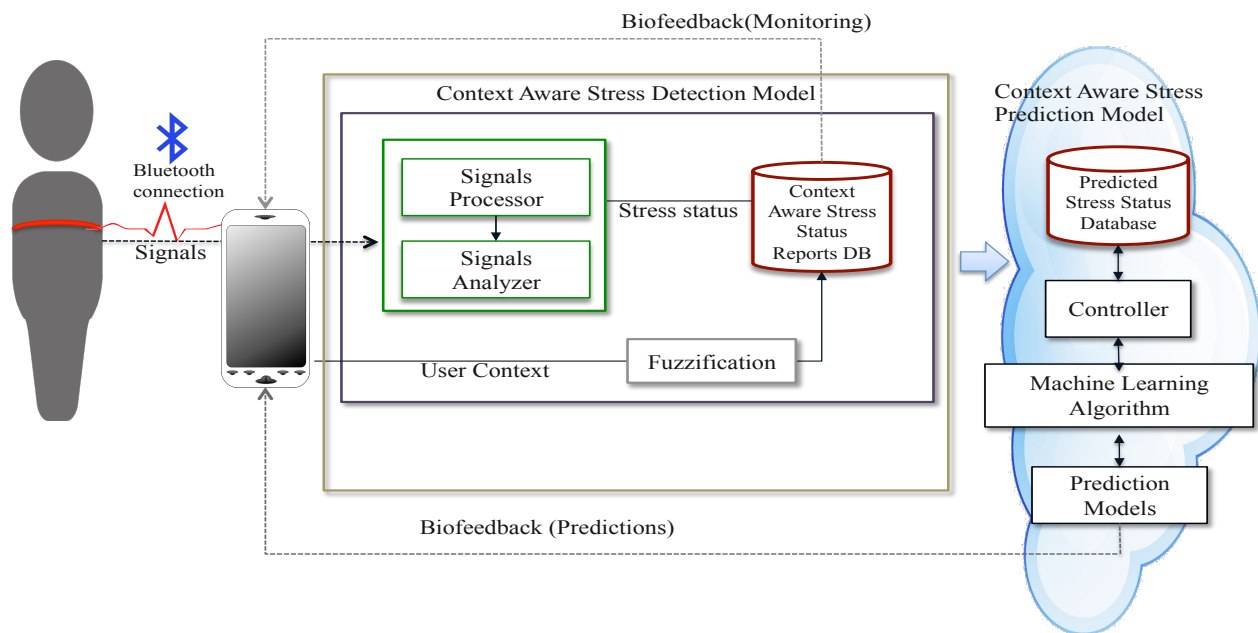 Biofeedback(Monitoring)
Context Aware Stress Detection Model
Context Aware Stress
Prediction Model
Bluetooth
connection
Signals
Signals
Processor
Signals
Analyzer
Stress status
Context
Aware Stress
Status
Reports DB
User Context
Fuzzification
Predicted
Stress Status
Database
Controller
Machine Learning
Algorithm
Prediction
Models
Biofeedback (Predictions)